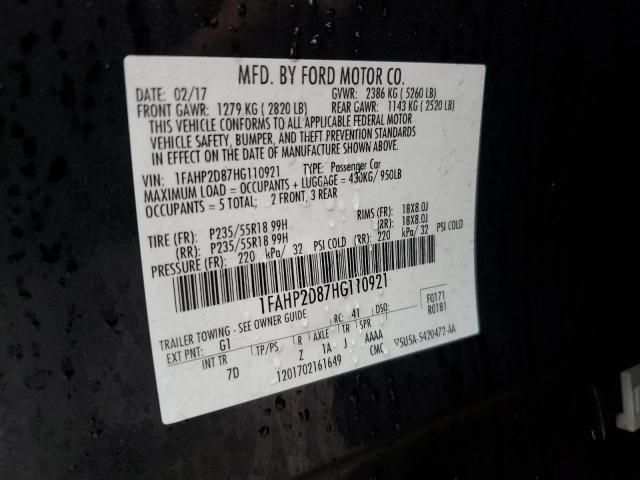 MFD. BY FORD MOTOR CO.
DATE: 02/17 GVWR: 2386 KG ( 5260 LB)
FRONT GAWR: 1279 KG ( 2820 LB) REAR GAWR: 1143 KG ( 2520 LB)
THIS VEHICLE CONFORMS TO ALL APPLICABLE FEDERAL MOTOR
VEHICLE SAFETY, BUMPER, AND THEFT PREVENTION STANDARDS
IN EFFECT ON THE DATE OF MANUFACTURE SHOWN ABOVE.
VIN: 1FAHP2D87HG110921 TYPE: Passenger Car
MAXIMUM LOAD = OCCUPANTS + LUGGAGE = 430KG/ 950LB
OCCUPANTS = 5 TOTAL; 2 FRONT, 3 REAR
TIRE (FR): P235/55R18 99H RIMS (FR): 18X8.0J
(RR): P235/55R18 99H (RR): 18X8.0J
PRESSURE (FR): 220 kPa/ 32 PSI COLD (RR): 220 kPa/ 32 PSI COLD
1FAHP2D87HG110921
TRAILER TOWING - SEE OWNER GUIDE RC: 41 DSO: F0171
EXT PNT: G1 R0181
INT TR TP/PS R AXLE TR SPR
7D Z 1A J AAAA
1201702161649 CMC 5U5A-5420472-AA